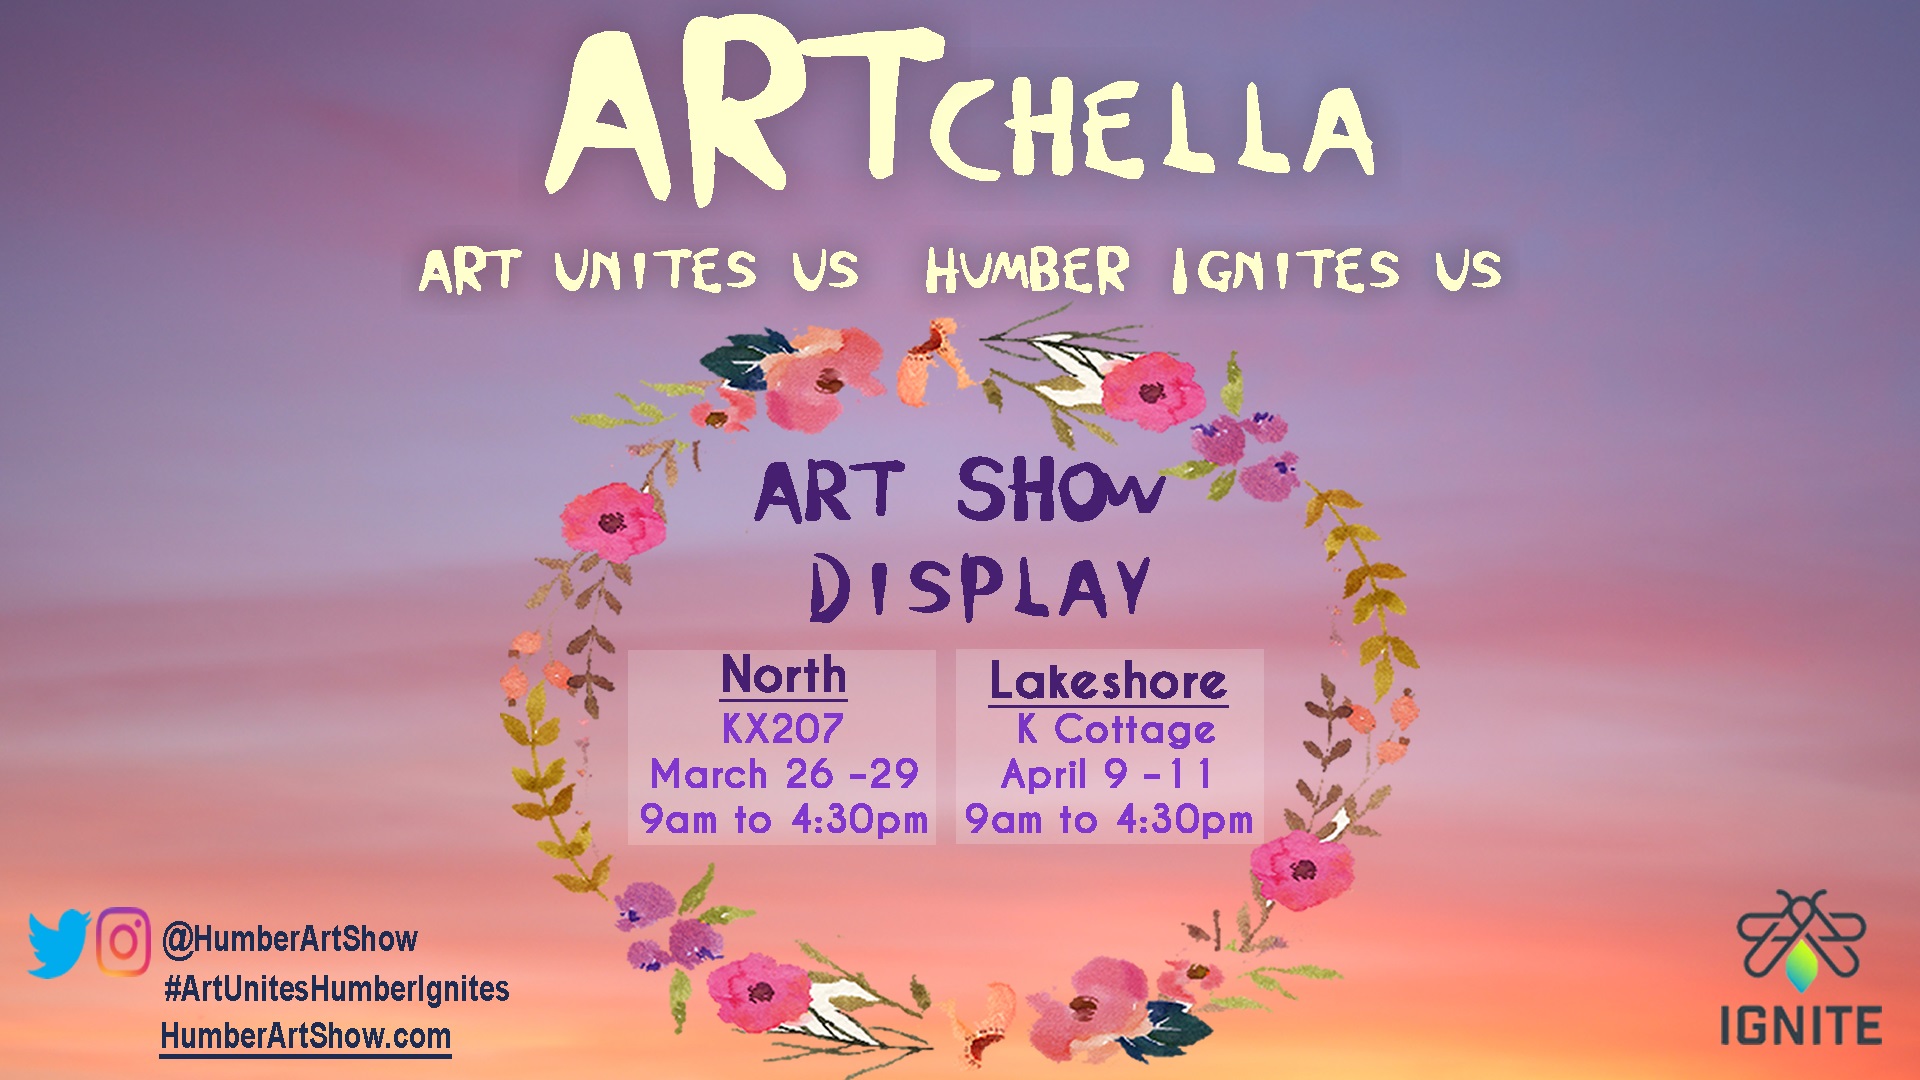 ARTCHELLA
ART UNITES US HUMBER IGNITES US
ART SHOW
DISPLAY
North
KX207
March 26 -29
9am to 4:30pm
Lakeshore
K Cottage
April 9 -11
9am to 4:30pm
@HumberArtShow
#ArtUnitesHumberIgnites
HumberArtShow.com
IGNITE